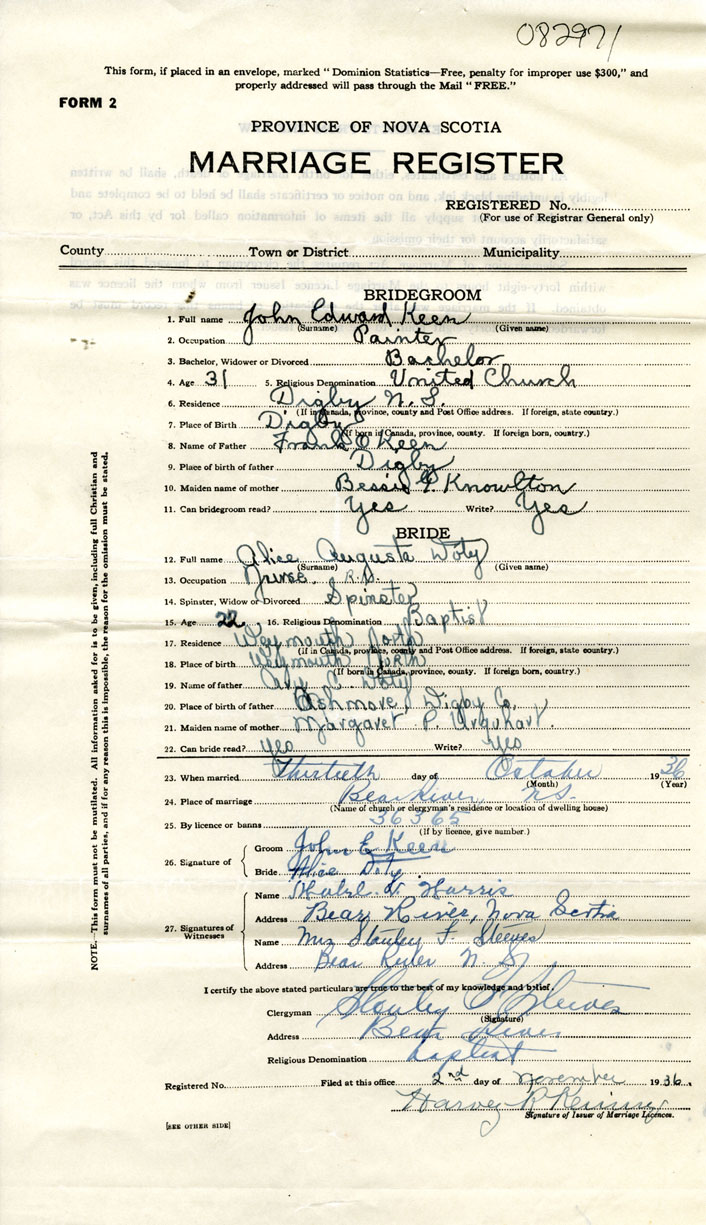 082971
This form, if placed in an envelope, marked “ Dominion Statistics—Free, penalty for improper use $300,” and
properly addressed will pass through the Mail “ FREE.”
FORM 2
PROVINCE OF NOVA SCOTIA
MARRIAGE REGISTER
REGISTERED No.
(For use of Registrar General only)
County Town or District Municipality
BRIDEGROOM
1. Full name John Edward Keen
(Surname) (Given name)
2. Occupation Painter
3. Bachelor, Widower or Divorced Bachelor
4. Age 31 5. Religious Denomination United Church
6. Residence Digby N.S.
(If in Canada, province, county and Post Office address. If foreign, state country.)
7. Place of Birth Digby
(If born in Canada, province, county. If foreign born, country.)
8. Name of Father Frank O Keen
9. Place of birth of father Digby
10. Maiden name of mother Bessie Knowlton
11. Can bridegroom read? Yes Write? Yes
BRIDE
12. Full name Alice Augusta Doty
(Surname) (Given name)
13. Occupation Nurse.
14. Spinster, Widow or Divorced Spinster
15. Age 22 16. Religious Denomination Baptist
17. Residence Weymouth North
(If in Canada, province, county and Post Office address. If foreign, state country.)
18. Place of birth Weymouth North
(If born in Canada, province, county. If foreign born, country.)
19. Name of father Doty
20. Place of birth of father Ashmore Digby Co.
21. Maiden name of mother Margaret P. Urquhart.
22. Can bride read? yes Write? yes
23. When married Thirtieth day of October 1936
(Month) (Year)
24. Place of marriage Bear River, N.S.
(Name of church or clergyman's residence or location of dwelling house)
25. By licence or banns 36365
(If by licence, give number.)
26. Signature of
Groom John E Keen
Bride Alice Doty
27. Signatures of Witnesses
Name Harris
Address Bear River, Nova Scotia
Name Mrs Stanley F. Steeves
Address Bear River N.S.
I certify the above stated particulars are true to the best of my knowledge and belief.
Clergyman Stanley F Steeves
(Signature)
Address Bear River
Religious Denomination Baptist
Registered No. Filed at this office 2nd day of November 1936.
Harvey R
Signature of Issuer of Marriage Licences.
[SEE OTHER SIDE]
NOTE.—This form must not be mutilated. All information asked for is to be given, including full Christian and
surnames of all parties, and if for any reason this is impossible, the reason for the omission must be stated.